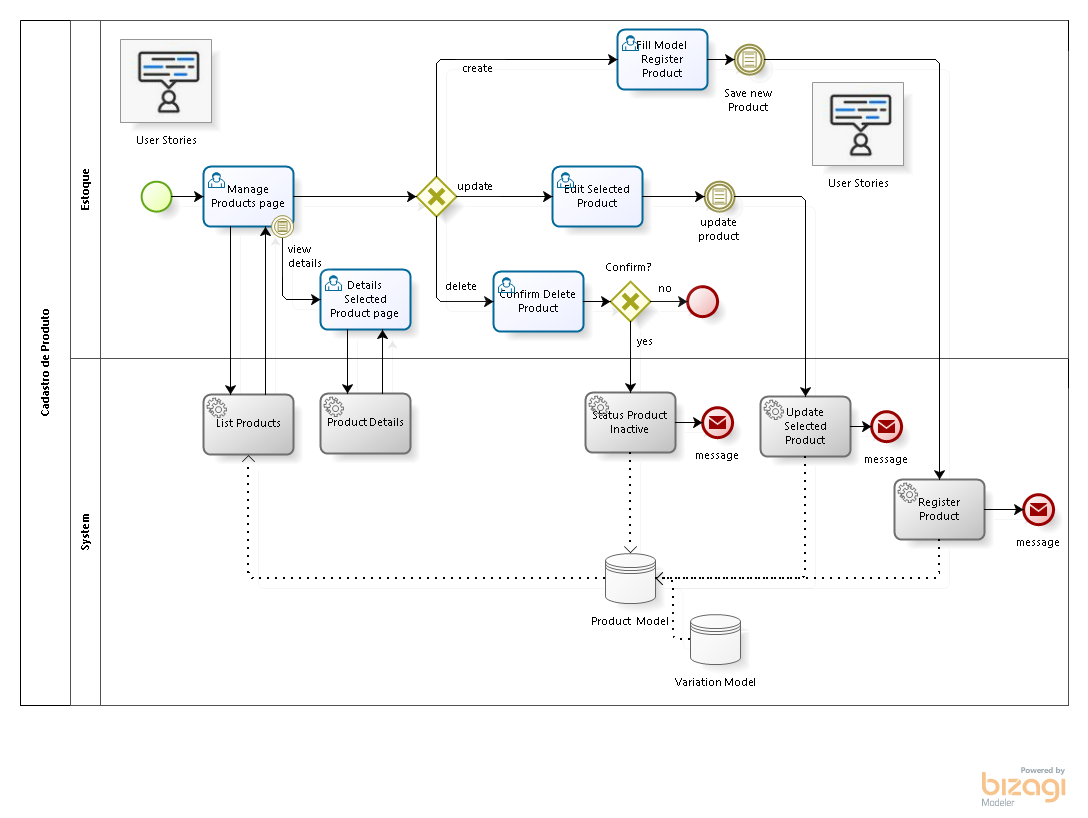 Cadastro de Produto
Estoque
User Stories
create
Fill Model
Register
Product
Save new
Product
User Stories
Manage
Products page
view
details
update
Edit Selected
Product
update
product
Details
Selected
Product page
delete
Confirm Delete
Product
Confirm?
no
yes
System
List Products
Product Details
Status Product
Inactive
message
Update
Selected
Product
message
Register
Product
message
Product Model
Variation Model
Powered by
bizagi
Modeler